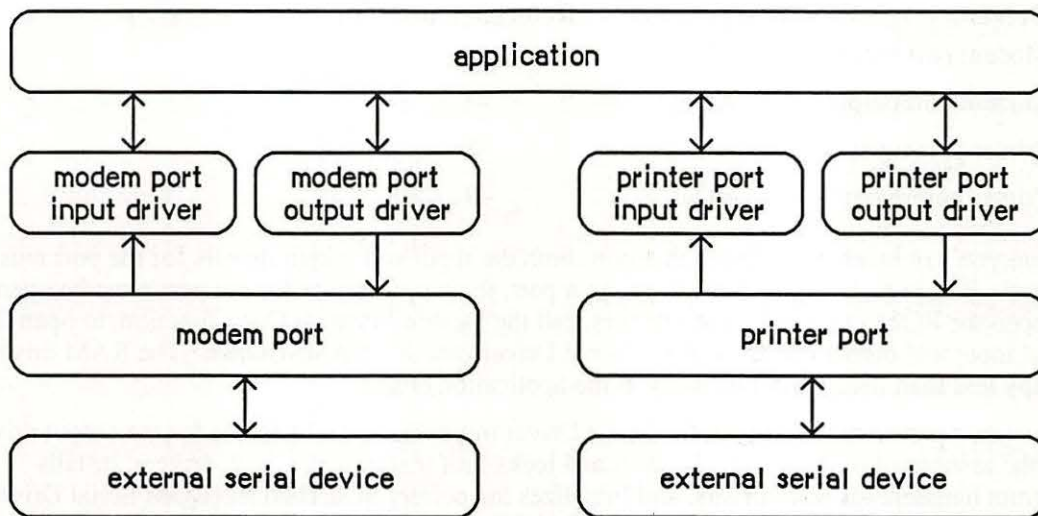 application
modem port
input driver
modem port
output driver
printer port
input driver
printer port
output driver
modem port
printer port
external serial device
external serial device